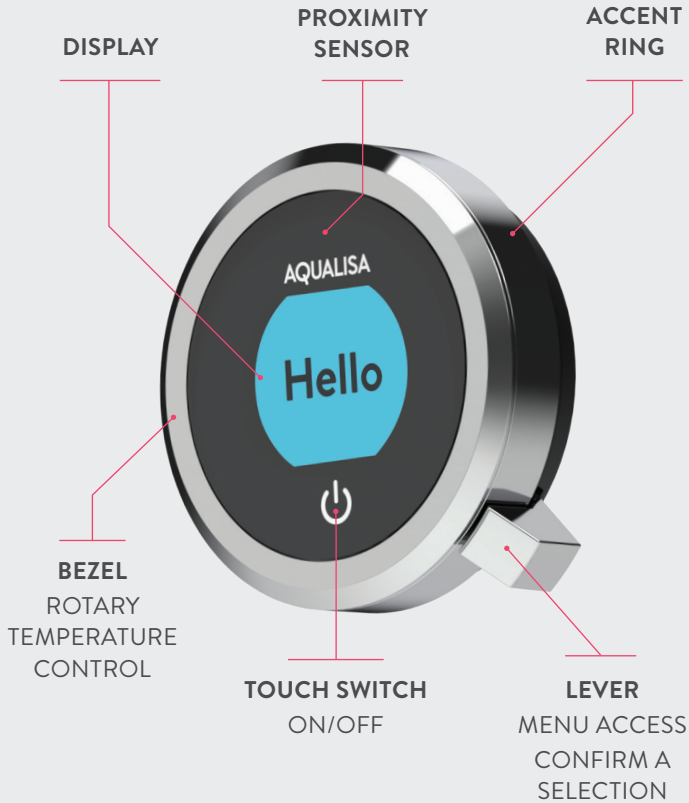 PROXIMITY
SENSOR
ACCENT
RING
DISPLAY
AQUALISA
Hello
BEZEL
ROTARY
TEMPERATURE
CONTROL
TOUCH SWITCH
ON/OFF
LEVER
MENU ACCESS
CONFIRM A
SELECTION